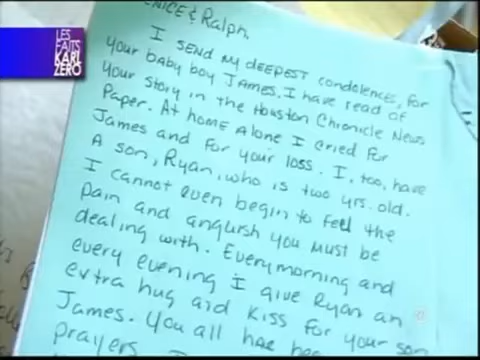 LES
FAITS
KARL
ZERO
ENICE & Ralph,
I SEND My DEEPEST CONDOLENCES, for
your baby boy James. I have read of
your story in the Houston Chronicle News
Paper. At home Alone I cried for
James and for your loss. I, too, have
A son, Ryan, who is two yrs. old.
I cannot even begin to feel the
pain and anguish you must be
dealing with. Every morning and
every evening I give Ryan an
extra hug and Kiss for your son
James. You all have
prayers.